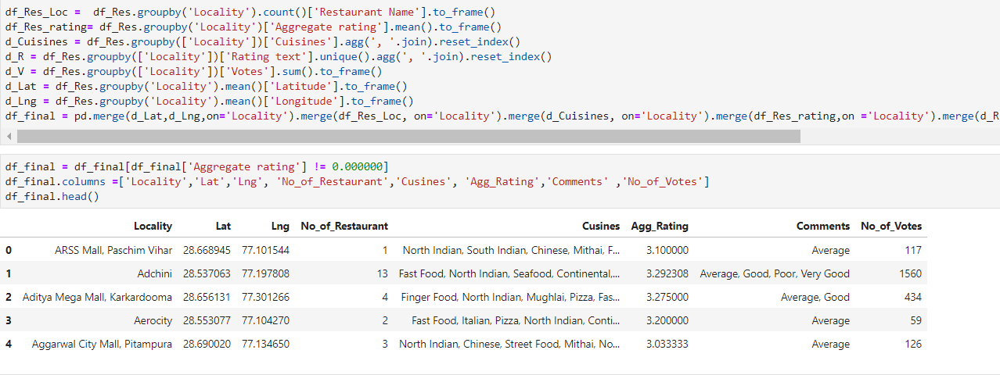 df_Res_Loc =  df_Res.groupby('Locality').count()['Restaurant Name'].to_frame()
df_Res_rating= df_Res.groupby('Locality')['Aggregate rating'].mean().to_frame()
d_Cuisines = df_Res.groupby(['Locality'])['Cuisines'].agg(', '.join).reset_index()
d_R = df_Res.groupby(['Locality'])['Rating text'].unique().agg(', '.join).reset_index()
d_V = df_Res.groupby(['Locality'])['Votes'].sum().to_frame()
d_Lat = df_Res.groupby('Locality').mean()['Latitude'].to_frame()
d_Lng = df_Res.groupby('Locality').mean()['Longitude'].to_frame()
df_final = pd.merge(d_Lat,d_Lng,on='Locality').merge(df_Res_Loc, on='Locality').merge(d_Cuisines, on='Locality').merge(df_Res_rating,on ='Locality').merge(d_R
df_final = df_final[df_final['Aggregate rating'] != 0.000000]
df_final.columns =['Locality','Lat','Lng', 'No_of_Restaurant','Cusines', 'Agg_Rating','Comments' ,'No_of_Votes']
df_final.head()
Locality Lat Lng No_of_Restaurant Cusines Agg_Rating Comments No_of_Votes
0 ARSS Mall, Paschim Vihar 28.668945 77.101544 1 North Indian, South Indian, Chinese, Mithai, F... 3.100000 Average 117
1 Adchini 28.537063 77.197808 13 Fast Food, North Indian, Seafood, Continental,... 3.292308 Average, Good, Poor, Very Good 1560
2 Aditya Mega Mall, Karkardooma 28.656131 77.301266 4 Finger Food, North Indian, Mughlai, Pizza, Fas... 3.275000 Average, Good 434
3 Aerocity 28.553077 77.104270 2 Fast Food, Italian, Pizza, North Indian, Conti... 3.200000 Average 59
4 Aggarwal City Mall, Pitampura 28.690020 77.134650 3 North Indian, Chinese, Street Food, Mithai, No... 3.033333 Average 126